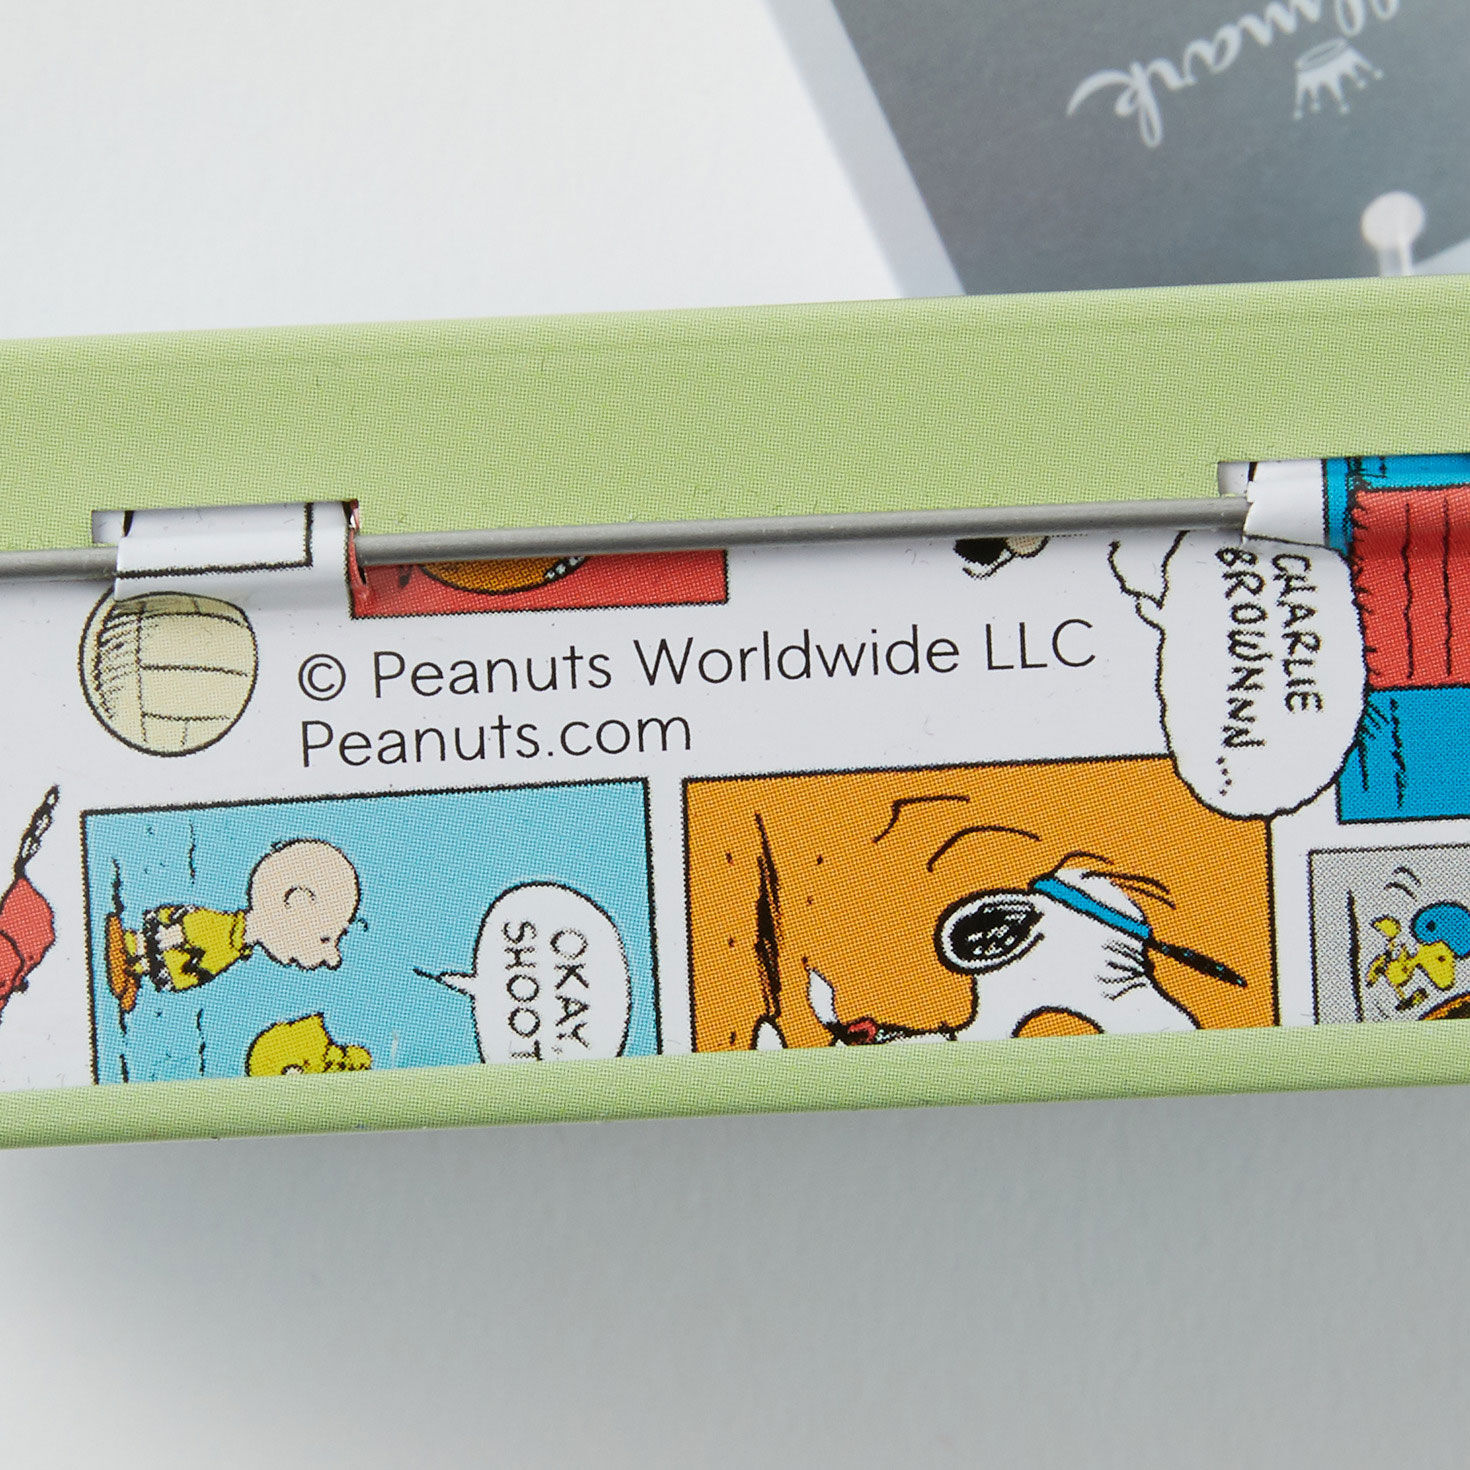 © Peanuts Worldwide LLC
Peanuts.com
CHARLIE
BROWNNN...
OKAY,
SHOOT